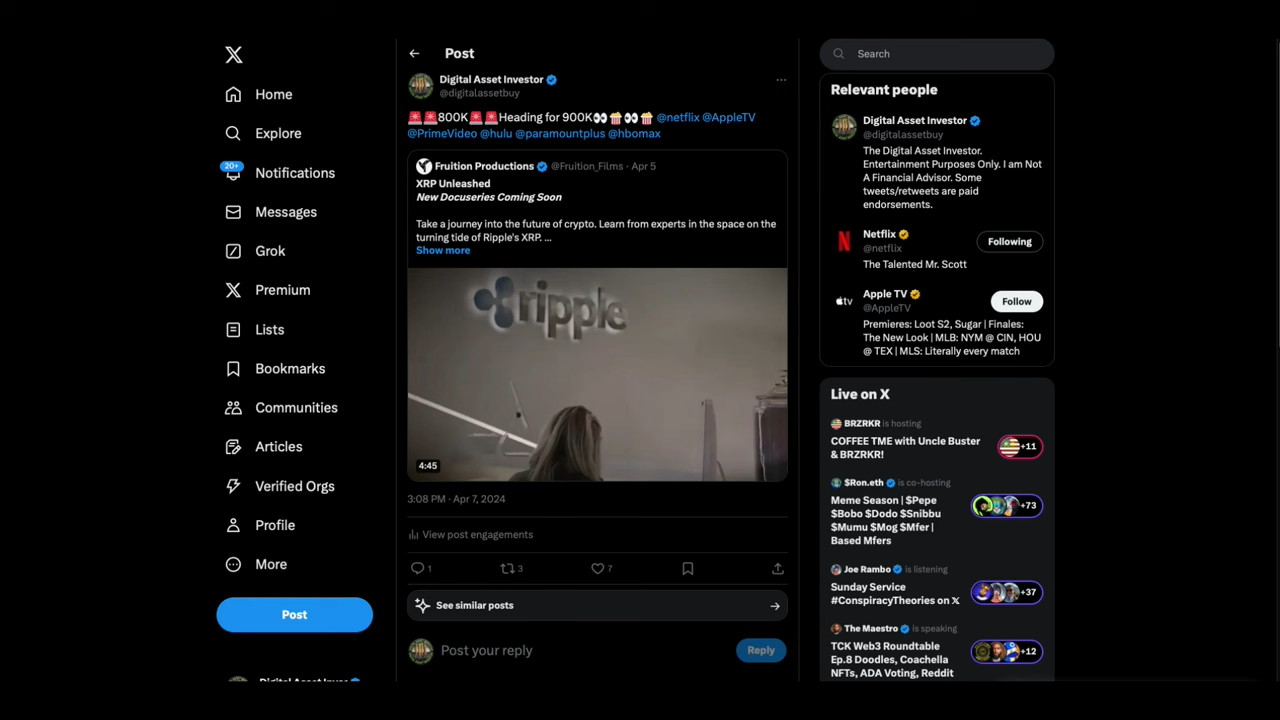 Home
Explore
20+
Notifications
Messages
Grok
Premium
Lists
Bookmarks
Communities
Articles
Verified Orgs
Profile
More
Post
Post
Digital Asset Investor
@digitalassetbuy
🚨🚨800K🚨🚨Heading for 900K👀🍿👀🍿 @netflix @AppleTV
@PrimeVideo @hulu @paramountplus @hbomax
Fruition Productions @Fruition_Films · Apr 5
XRP Unleashed
New Docuseries Coming Soon
Take a journey into the future of crypto. Learn from experts in the space on the
turning tide of Ripple's XRP. ...
Show more
ripple
4:45
3:08 PM · Apr 7, 2024
View post engagements
1
3
7
See similar posts
Post your reply
Reply
Search
Relevant people
Digital Asset Investor
@digitalassetbuy
The Digital Asset Investor.
Entertainment Purposes Only. I am Not
A Financial Advisor. Some
tweets/retweets are paid
endorsements.
Netflix
@netflix
Following
The Talented Mr. Scott
tv
Apple TV
@AppleTV
Follow
Premieres: Loot S2, Sugar | Finales:
The New Look | MLB: NYM @ CIN, HOU
@ TEX | MLS: Literally every match
Live on X
BRZRKR is hosting
COFFEE TME with Uncle Buster
& BRZRKR!
+11
$Ron.eth is co-hosting
Meme Season | $Pepe
$Bobo $Dodo $Snibbu
$Mumu $Mog $Mfer |
Based Mfers
+73
Joe Rambo is listening
Sunday Service
#ConspiracyTheories on 𝕏
+37
The Maestro is speaking
TCK Web3 Roundtable
Ep.8 Doodles, Coachella
NFTs, ADA Voting, Reddit
+12